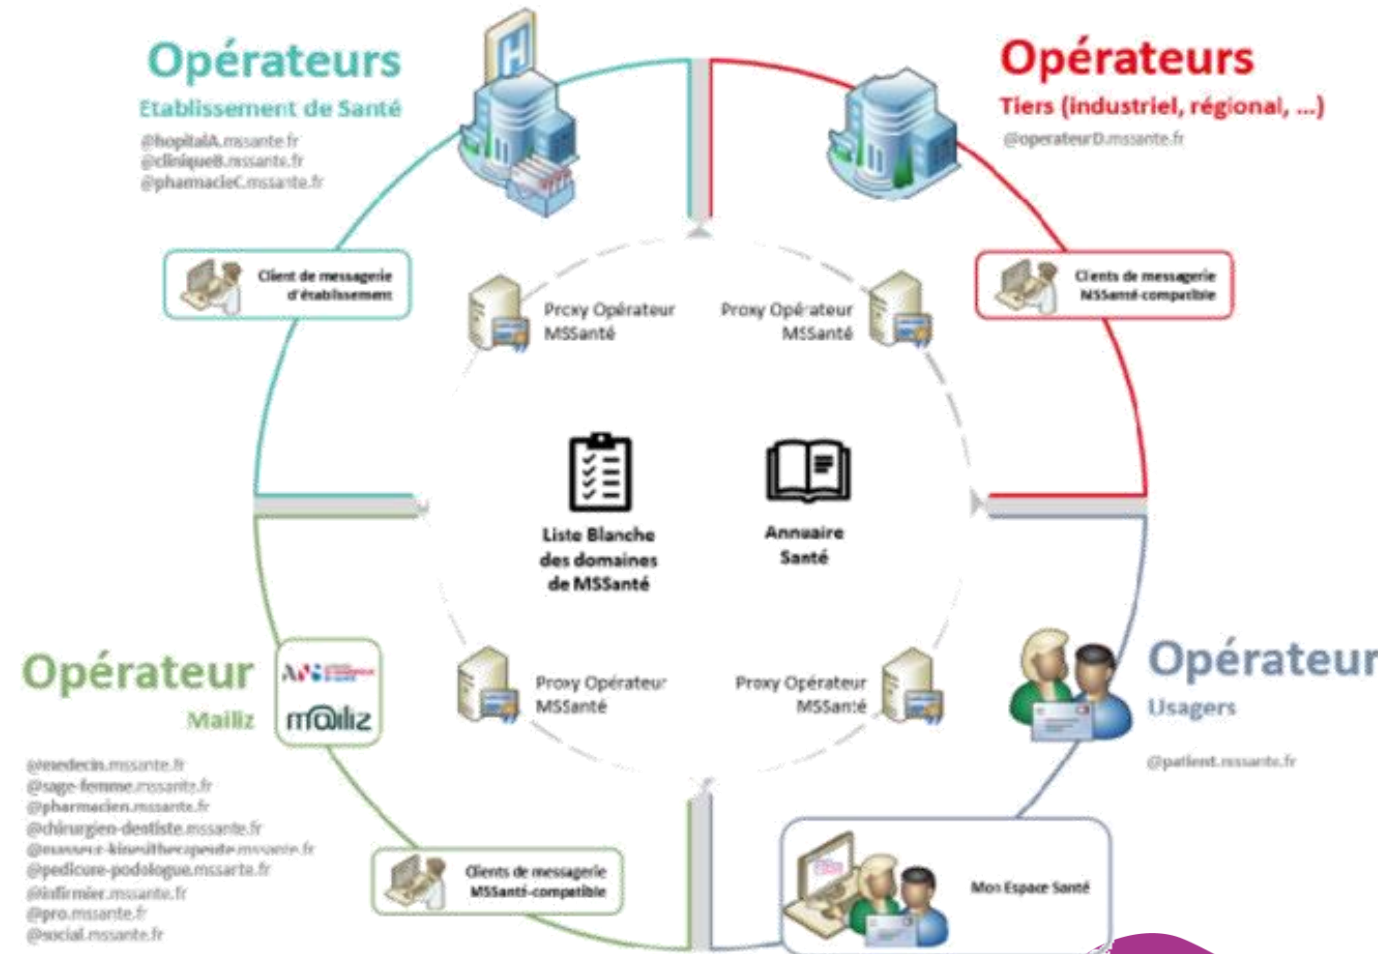 Opérateurs
Etablissement de Santé
@hopitalA.mssante.fr
@cliniqueB.mssante.fr
@pharmacieC.mssante.fr
Opérateurs
Tiers (industriel, régional, ...)
@operateurD.mssante.fr
Client de messagerie
d'établissement
Clients de messagerie
MSSanté-compatible
Proxy Opérateur
MSSanté
Proxy Opérateur
MSSanté
Liste Blanche
des domaines
de MSSanté
Annuaire
Santé
Opérateur
Mailiz
mailiz
Proxy Opérateur
MSSanté
Proxy Opérateur
MSSanté
Opérateur
Usagers
@patient.mssante.fr
@medecin.mssante.fr
@sage-femme.mssante.fr
@pharmacien.mssante.fr
@chirurgien-dentiste.mssante.fr
@masseur-kinesitherapeute.mssante.fr
@pedicure-podologue.mssante.fr
@infirmier.mssante.fr
@pro.mssante.fr
@social.mssante.fr
Clients de messagerie
MSSanté-compatible
Mon Espace Santé